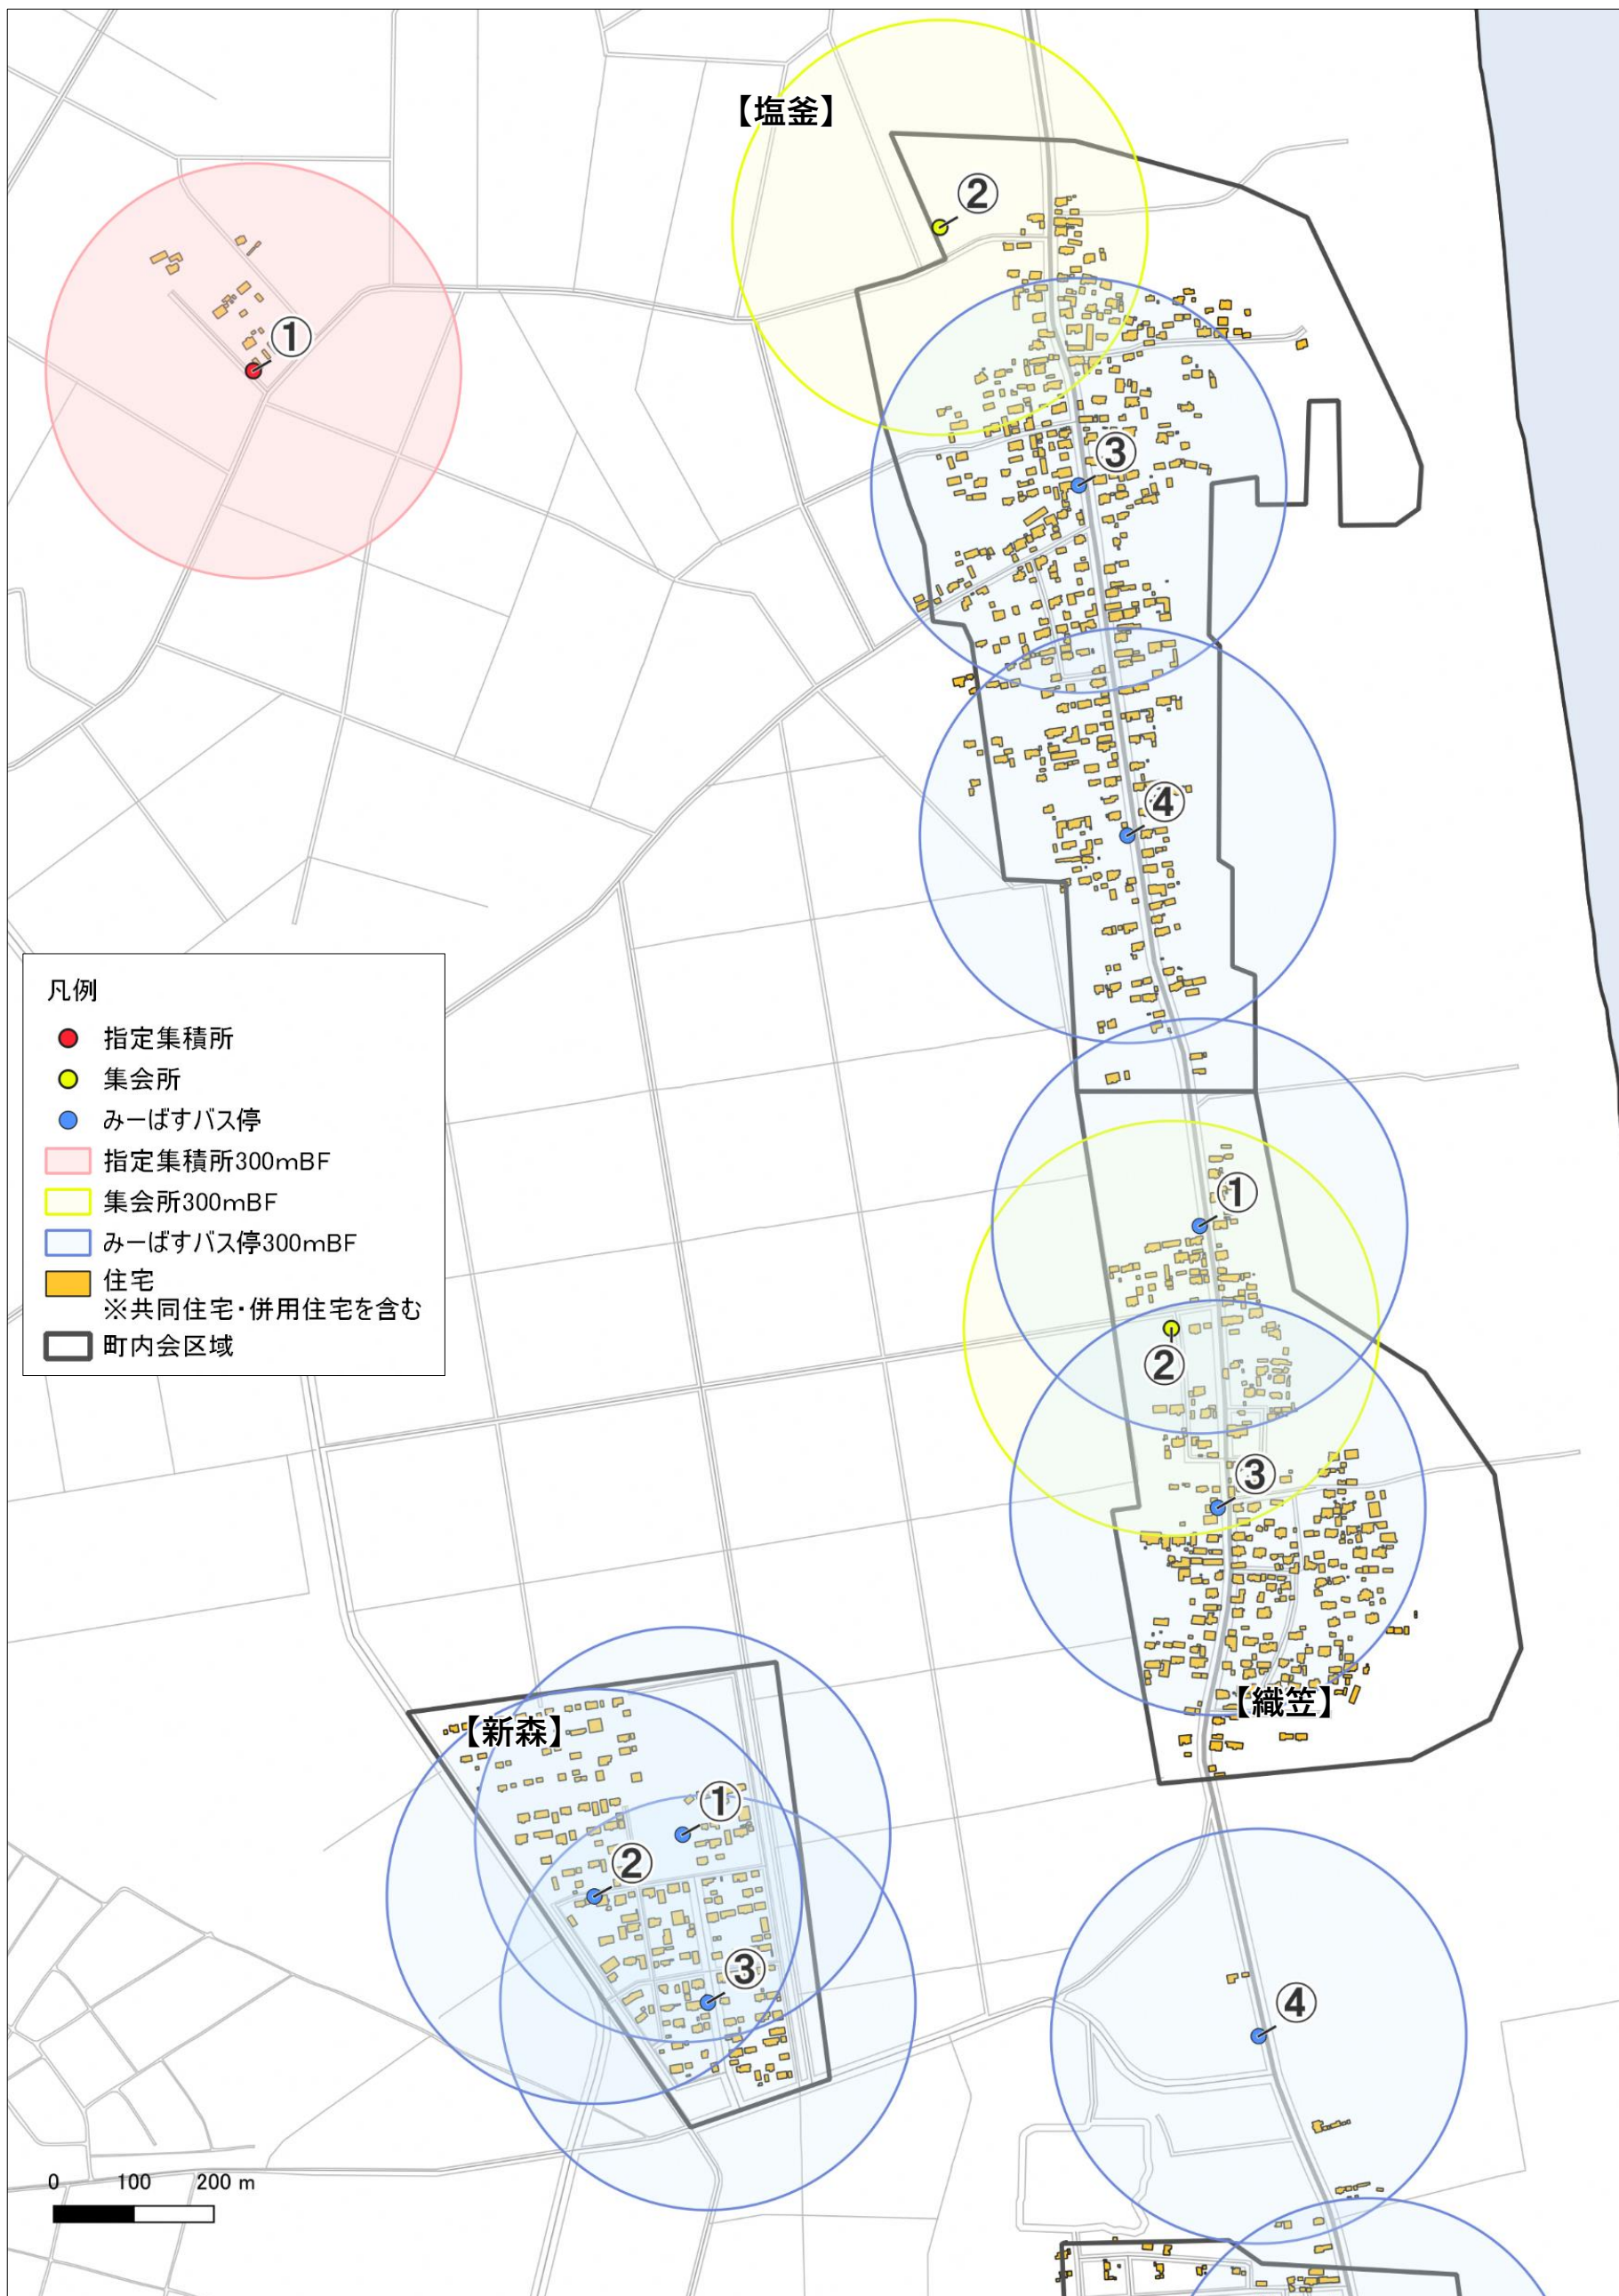 【塩釜】
②
①
③
④
凡例
指定集積所
集会所
みーばすバス停
指定集積所300mBF
集会所300mBF
みーばすバス停300mBF
住宅
※共同住宅・併用住宅を含む
町内会区域
①
②
③
【織笠】
【新森】
①
②
③
④
0 100 200 m